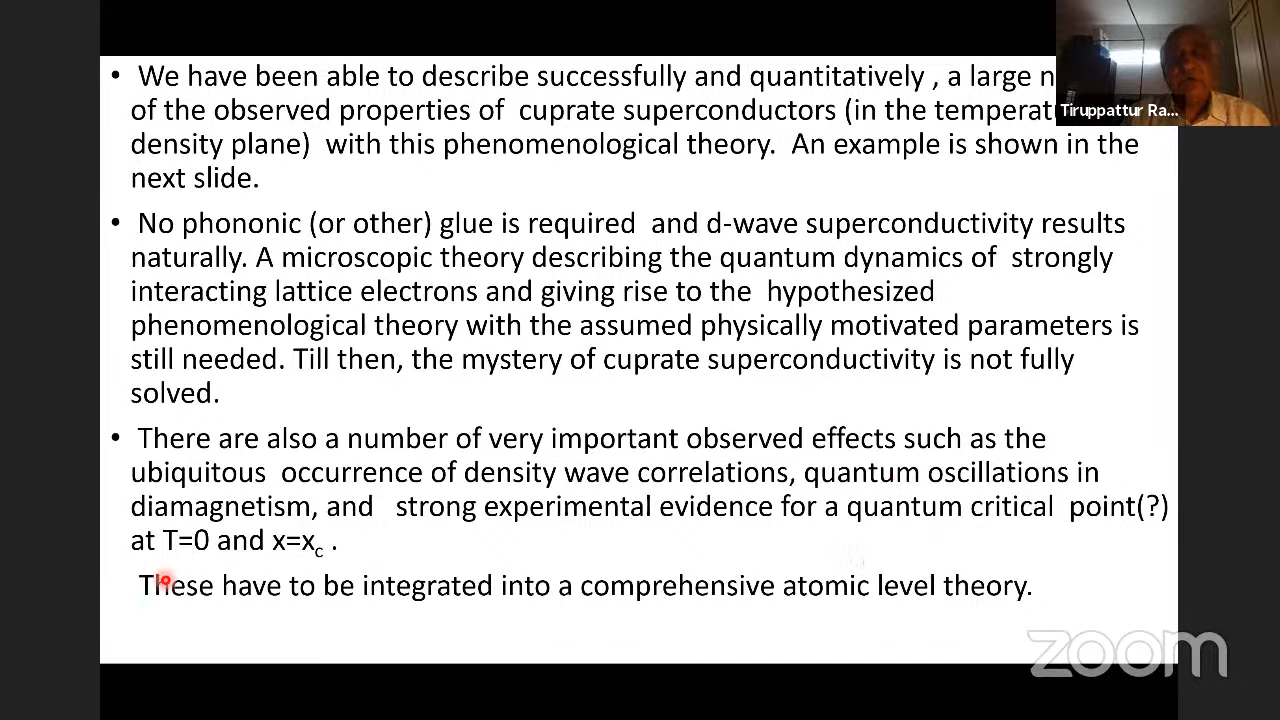 • We have been able to describe successfully and quantitatively , a large n
of the observed properties of cuprate superconductors (in the temperat
density plane) with this phenomenological theory. An example is shown in the
next slide.
• No phononic (or other) glue is required and d-wave superconductivity results
naturally. A microscopic theory describing the quantum dynamics of strongly
interacting lattice electrons and giving rise to the hypothesized
phenomenological theory with the assumed physically motivated parameters is
still needed. Till then, the mystery of cuprate superconductivity is not fully
solved.
• There are also a number of very important observed effects such as the
ubiquitous occurrence of density wave correlations, quantum oscillations in
diamagnetism, and strong experimental evidence for a quantum critical point(?)
at T=0 and x=xc .
These have to be integrated into a comprehensive atomic level theory.
Tiruppattur Ra...
zoom